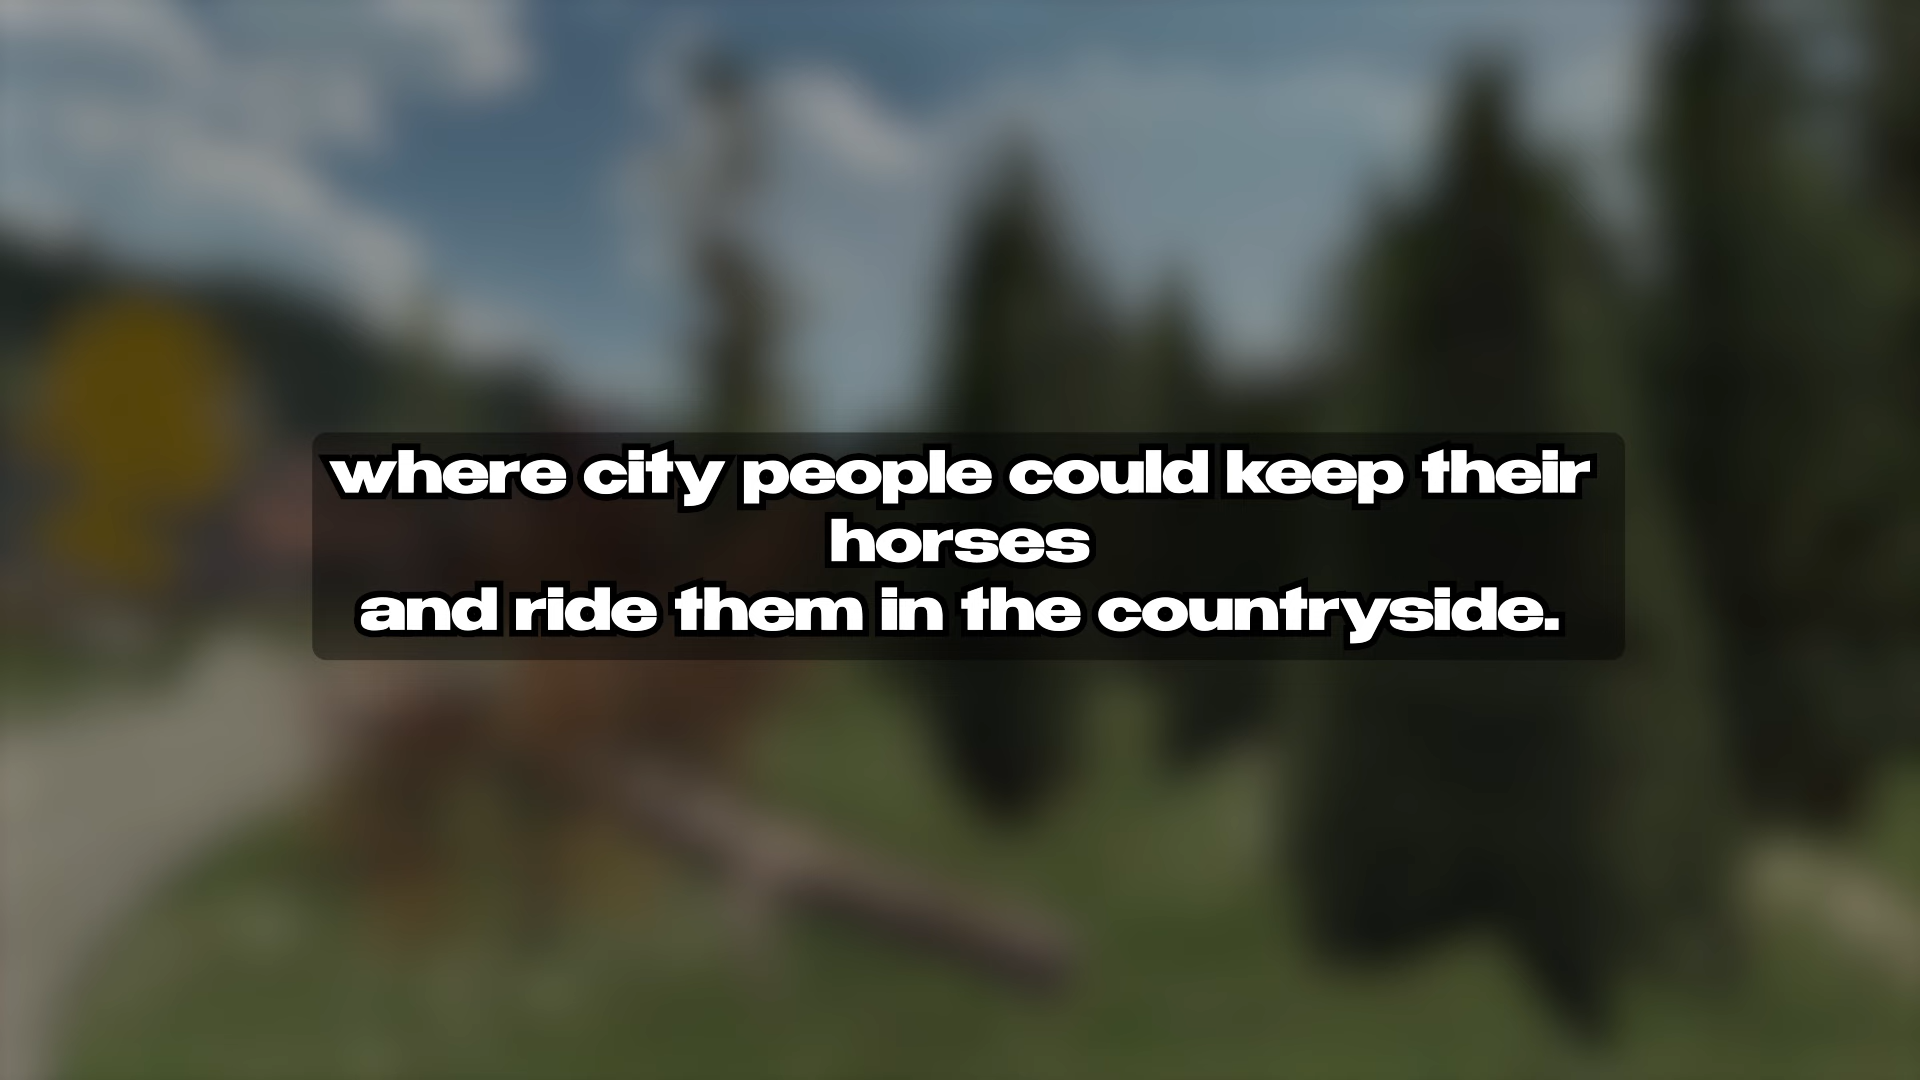 where city people could keep their
horses
and ride them in the countryside.